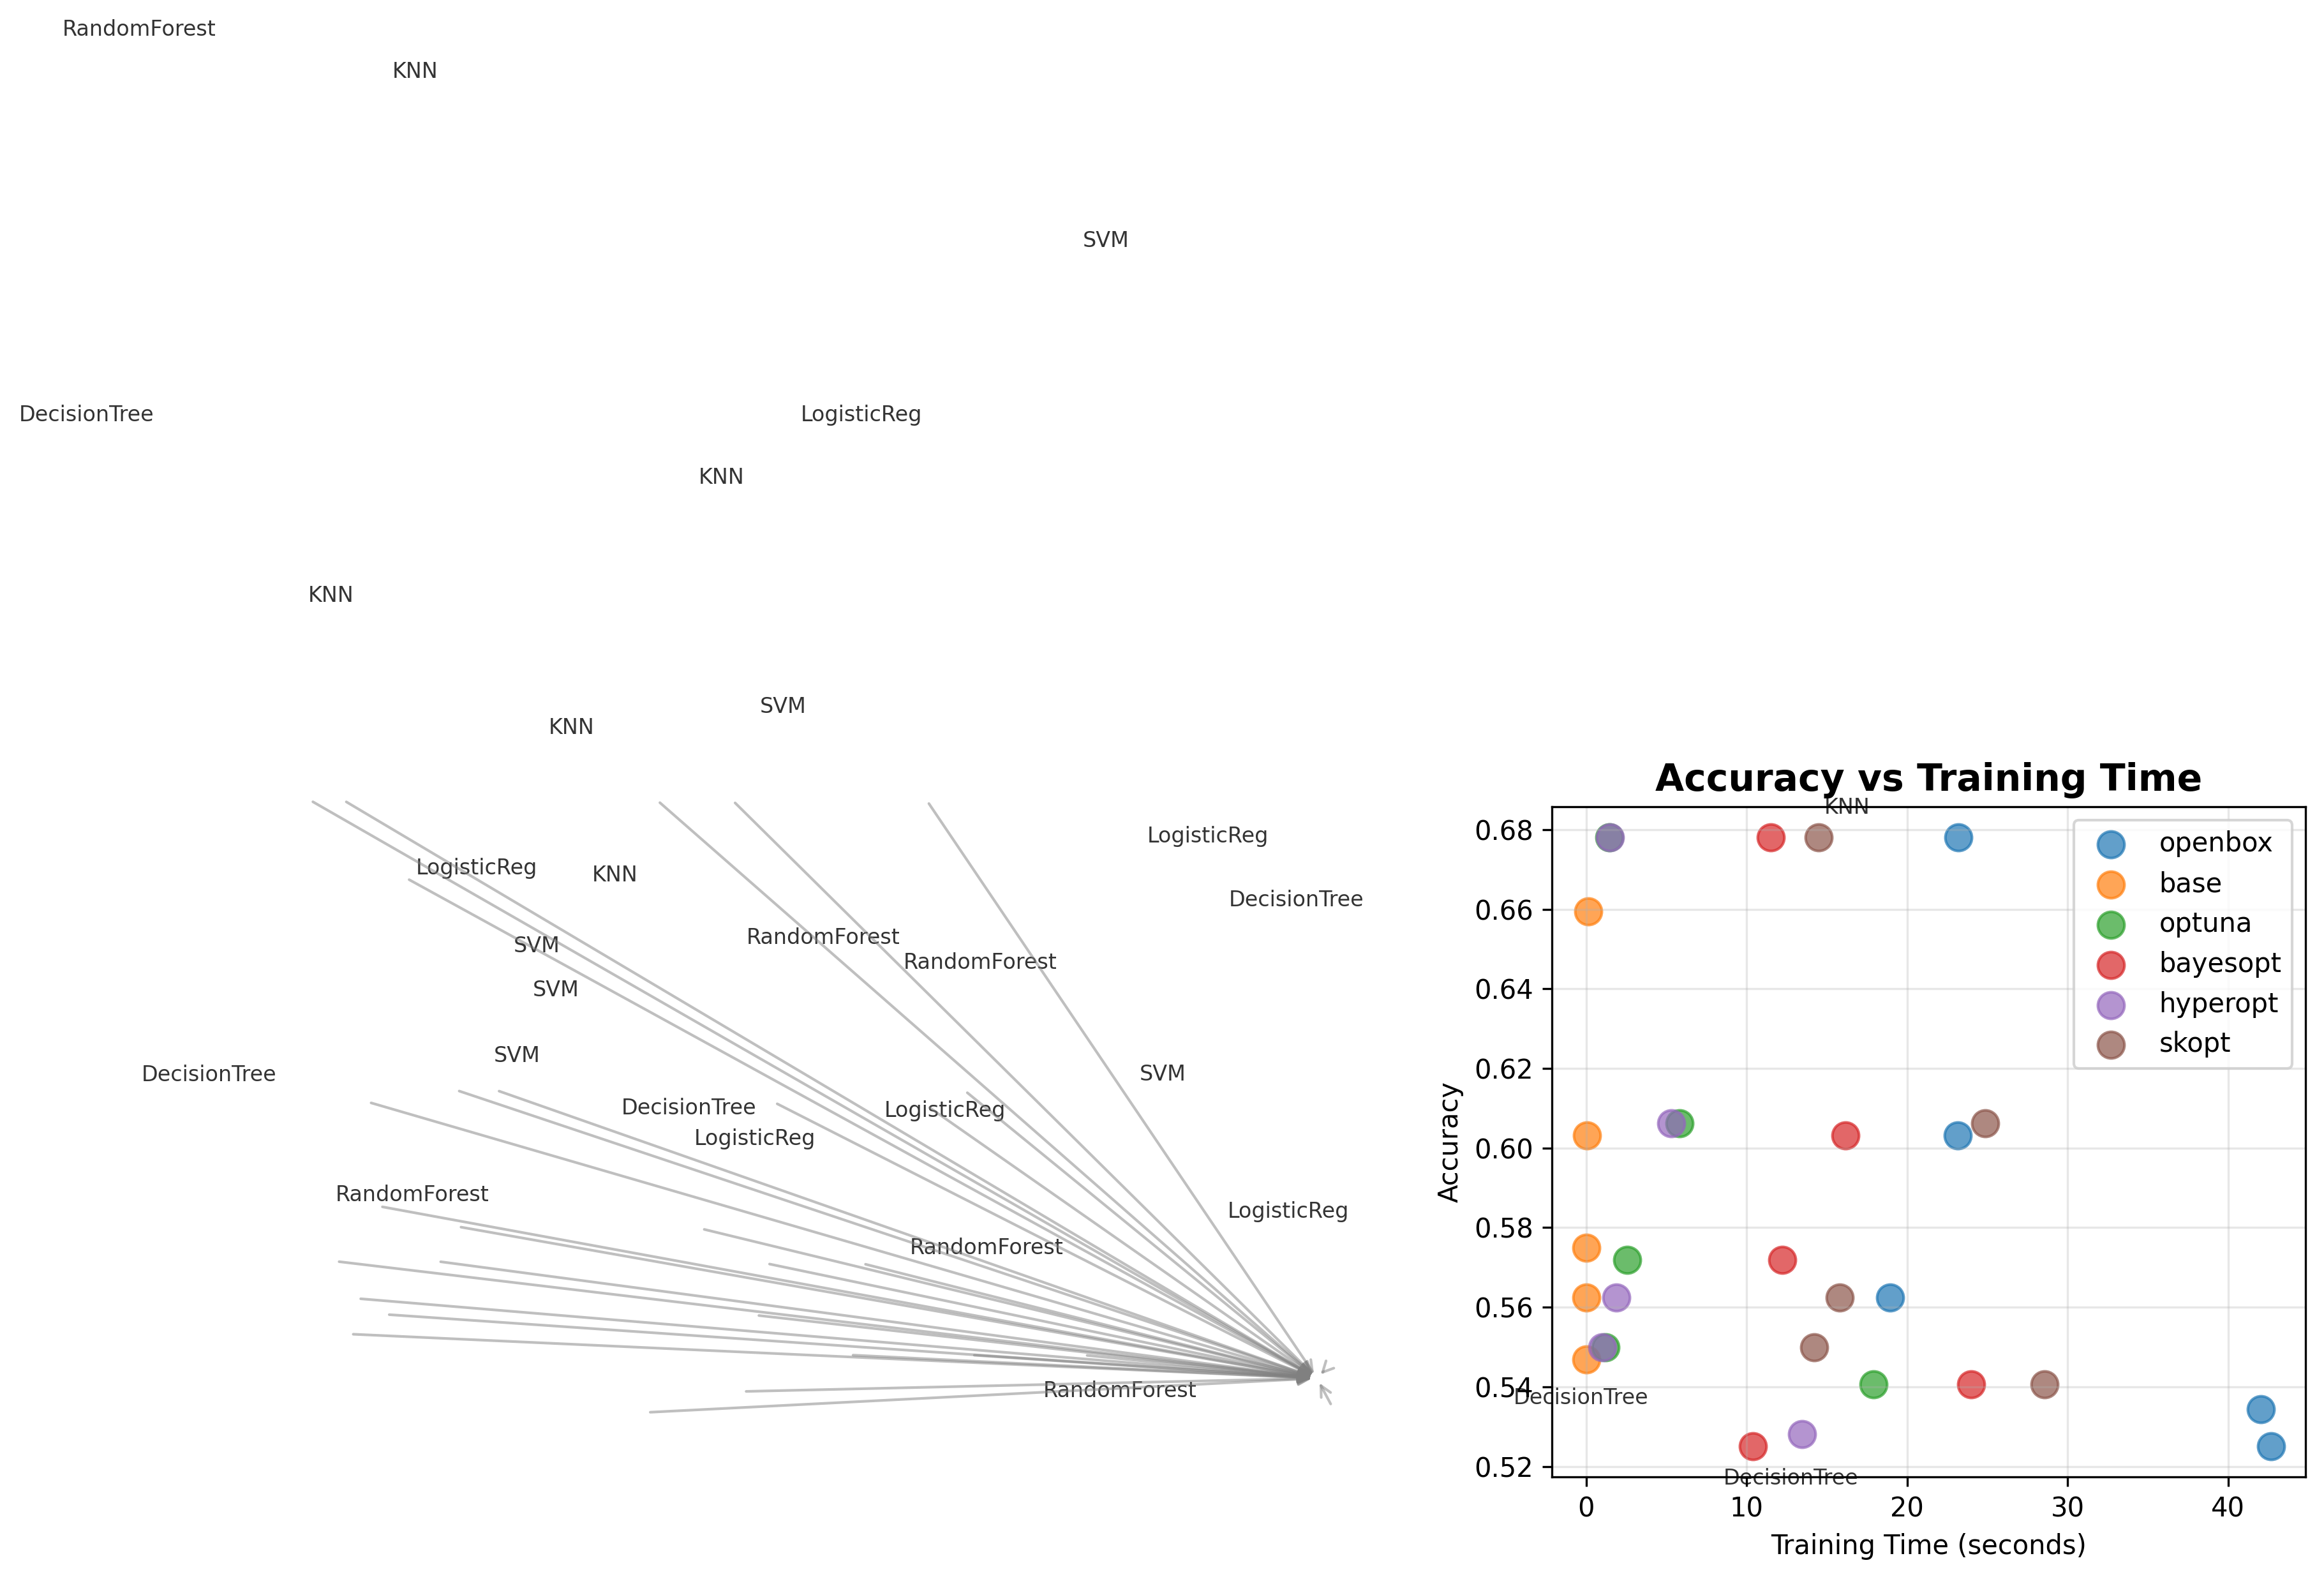 RandomForest
KNN
SVM
DecisionTree
LogisticReg
KNN
KNN
SVM
KNN
LogisticReg
LogisticReg
KNN
DecisionTree
RandomForest
SVM
RandomForest
SVM
SVM
DecisionTree
SVM
DecisionTree
LogisticReg
LogisticReg
RandomForest
LogisticReg
RandomForest
RandomForest
Accuracy vs Training Time
KNN
0.68
0.66
0.64
0.62
0.60
0.58
0.56
0.54
0.52
Accuracy
openbox
base
optuna
bayesopt
hyperopt
skopt
DecisionTree
DecisionTree
0
10
20
30
40
Training Time (seconds)